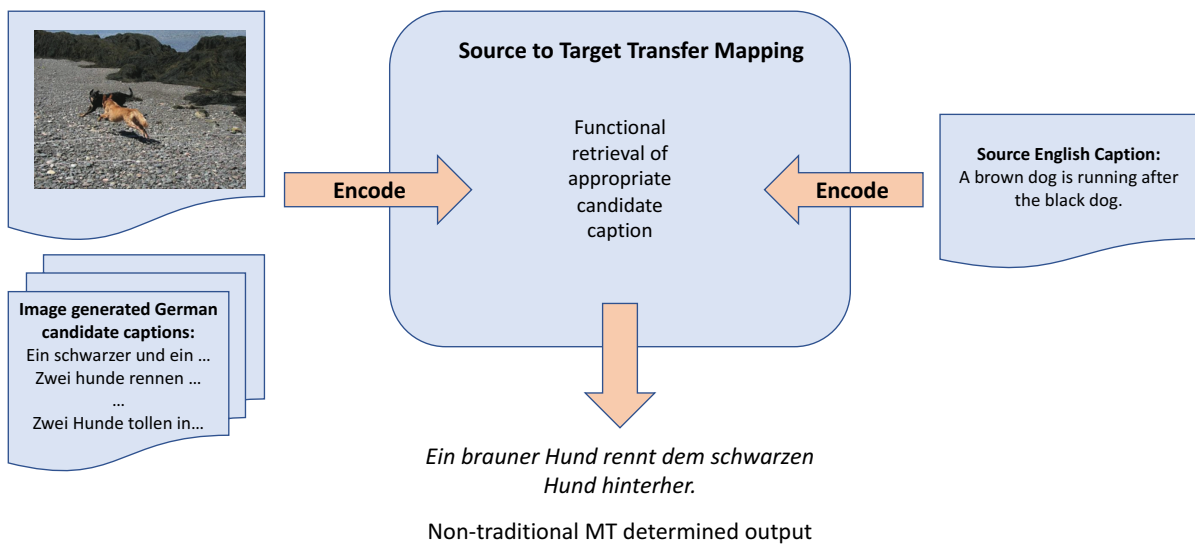 Source to Target Transfer Mapping
Functional
retrieval of
appropriate
candidate
caption
Encode
Encode
Source English Caption:
A brown dog is running after
the black dog.
Image generated German
candidate captions:
Ein schwarzer und ein ...
Zwei hunde rennen ...
...
Zwei Hunde tollen in...
Ein brauner Hund rennt dem schwarzen
Hund hinterher.
Non-traditional MT determined output